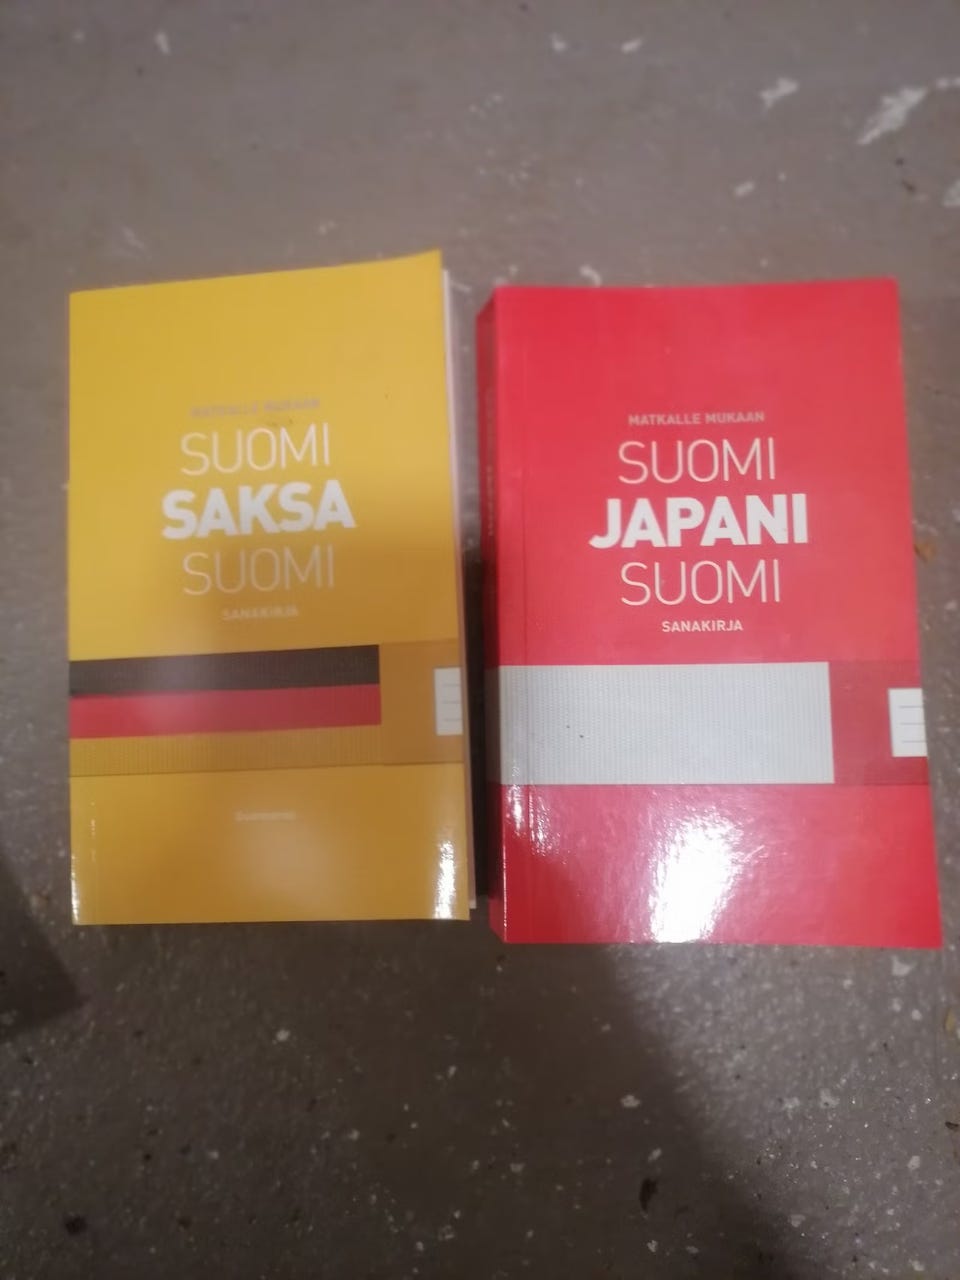 MATKALLE MUKAAN
SUOMI
SAKSA
SUOMI
SANAKIRJA
MATKALLE MUKAAN
SUOMI
JAPANI
SUOMI
SANAKIRJA